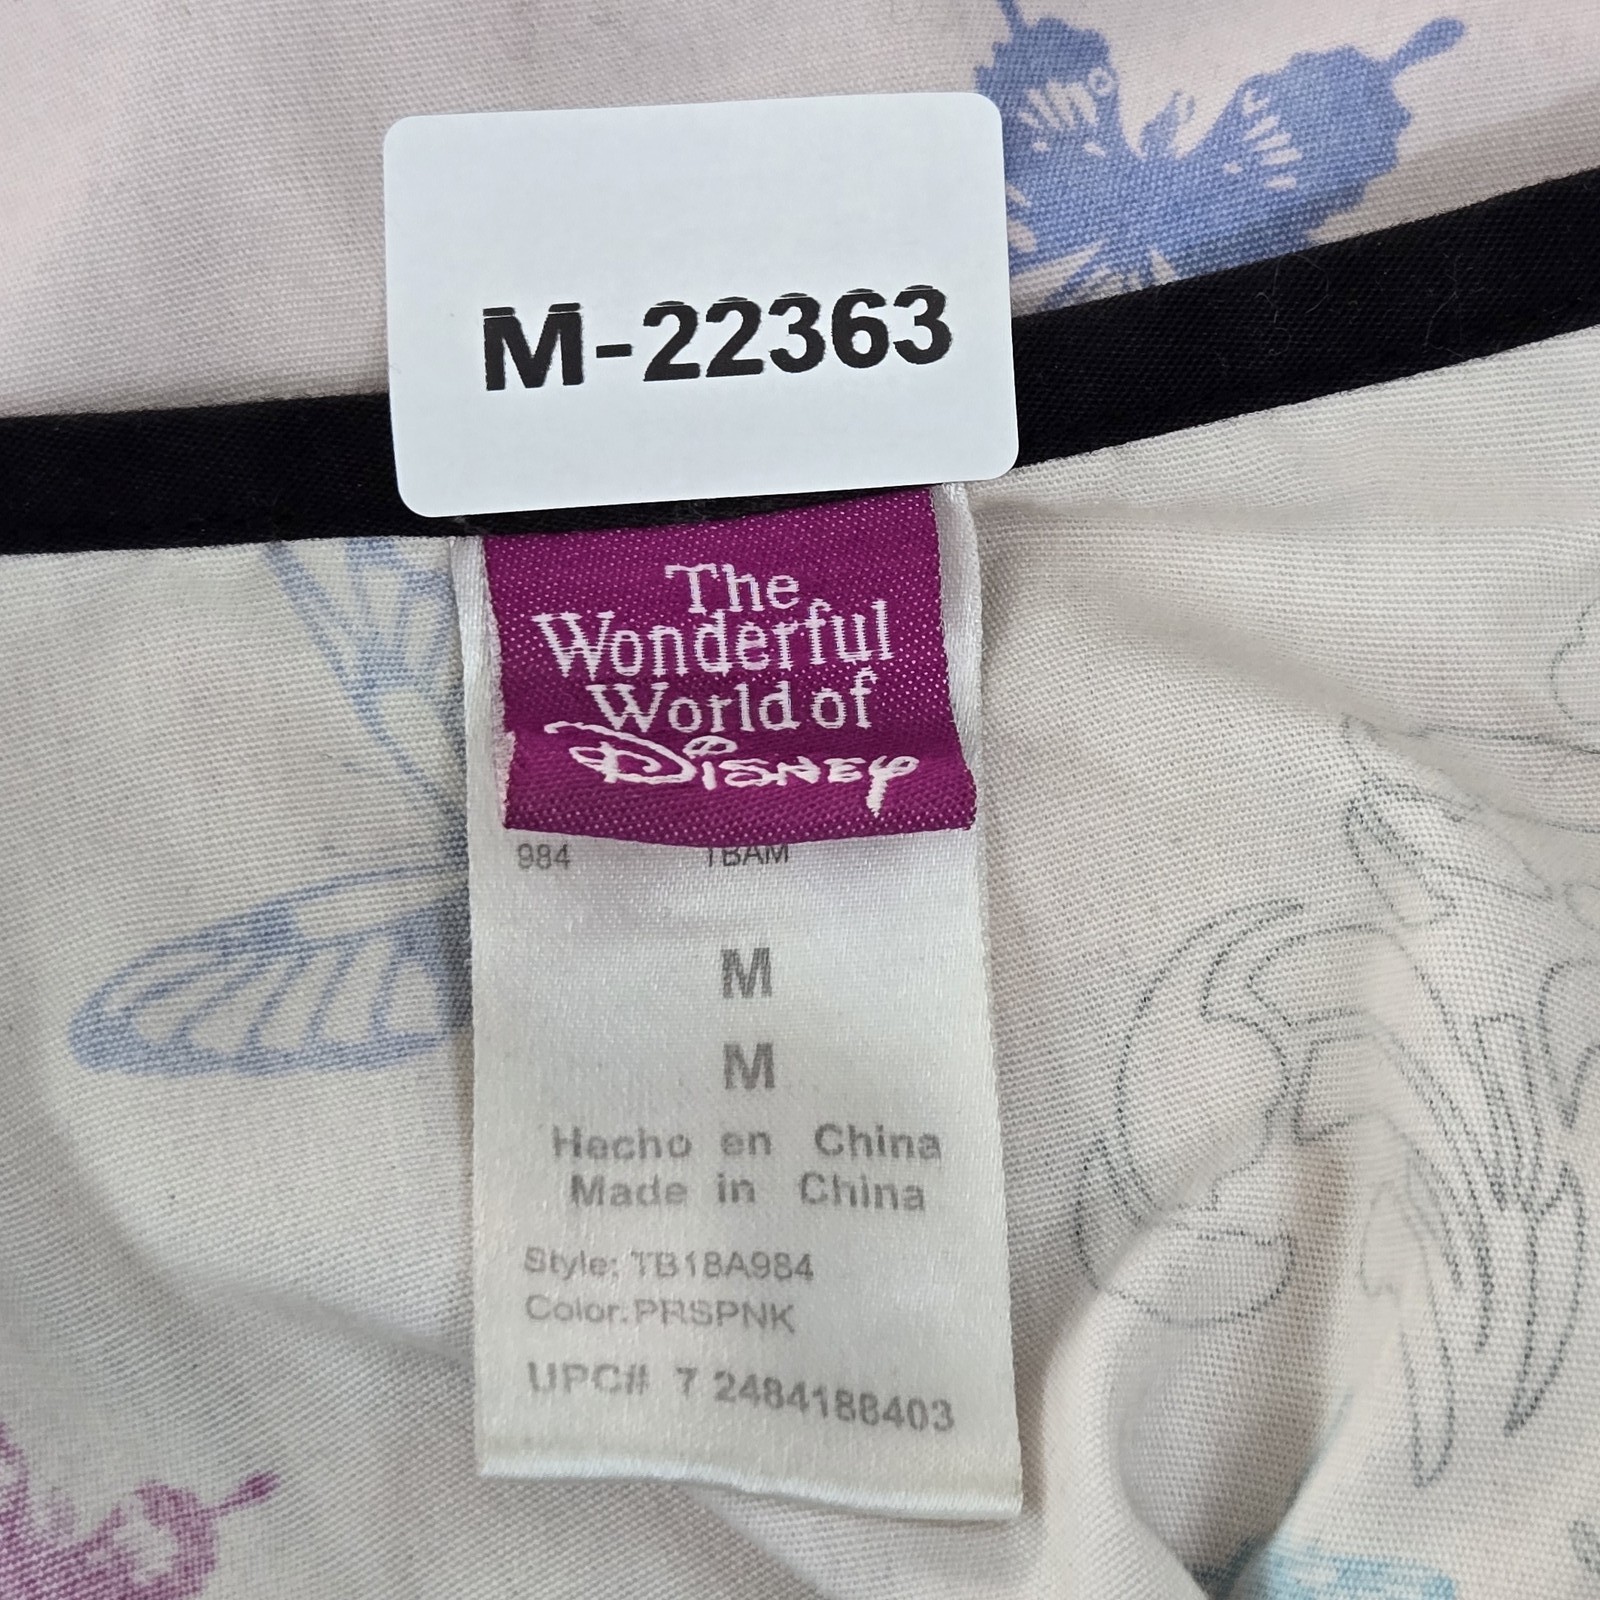 M-22363
The
Wonderful
World of
Disney
984 TBAM
M
M
Hecho en China
Made in China
Style: TB18A984
Color.PRSPNK
UPC# 7 2484188403